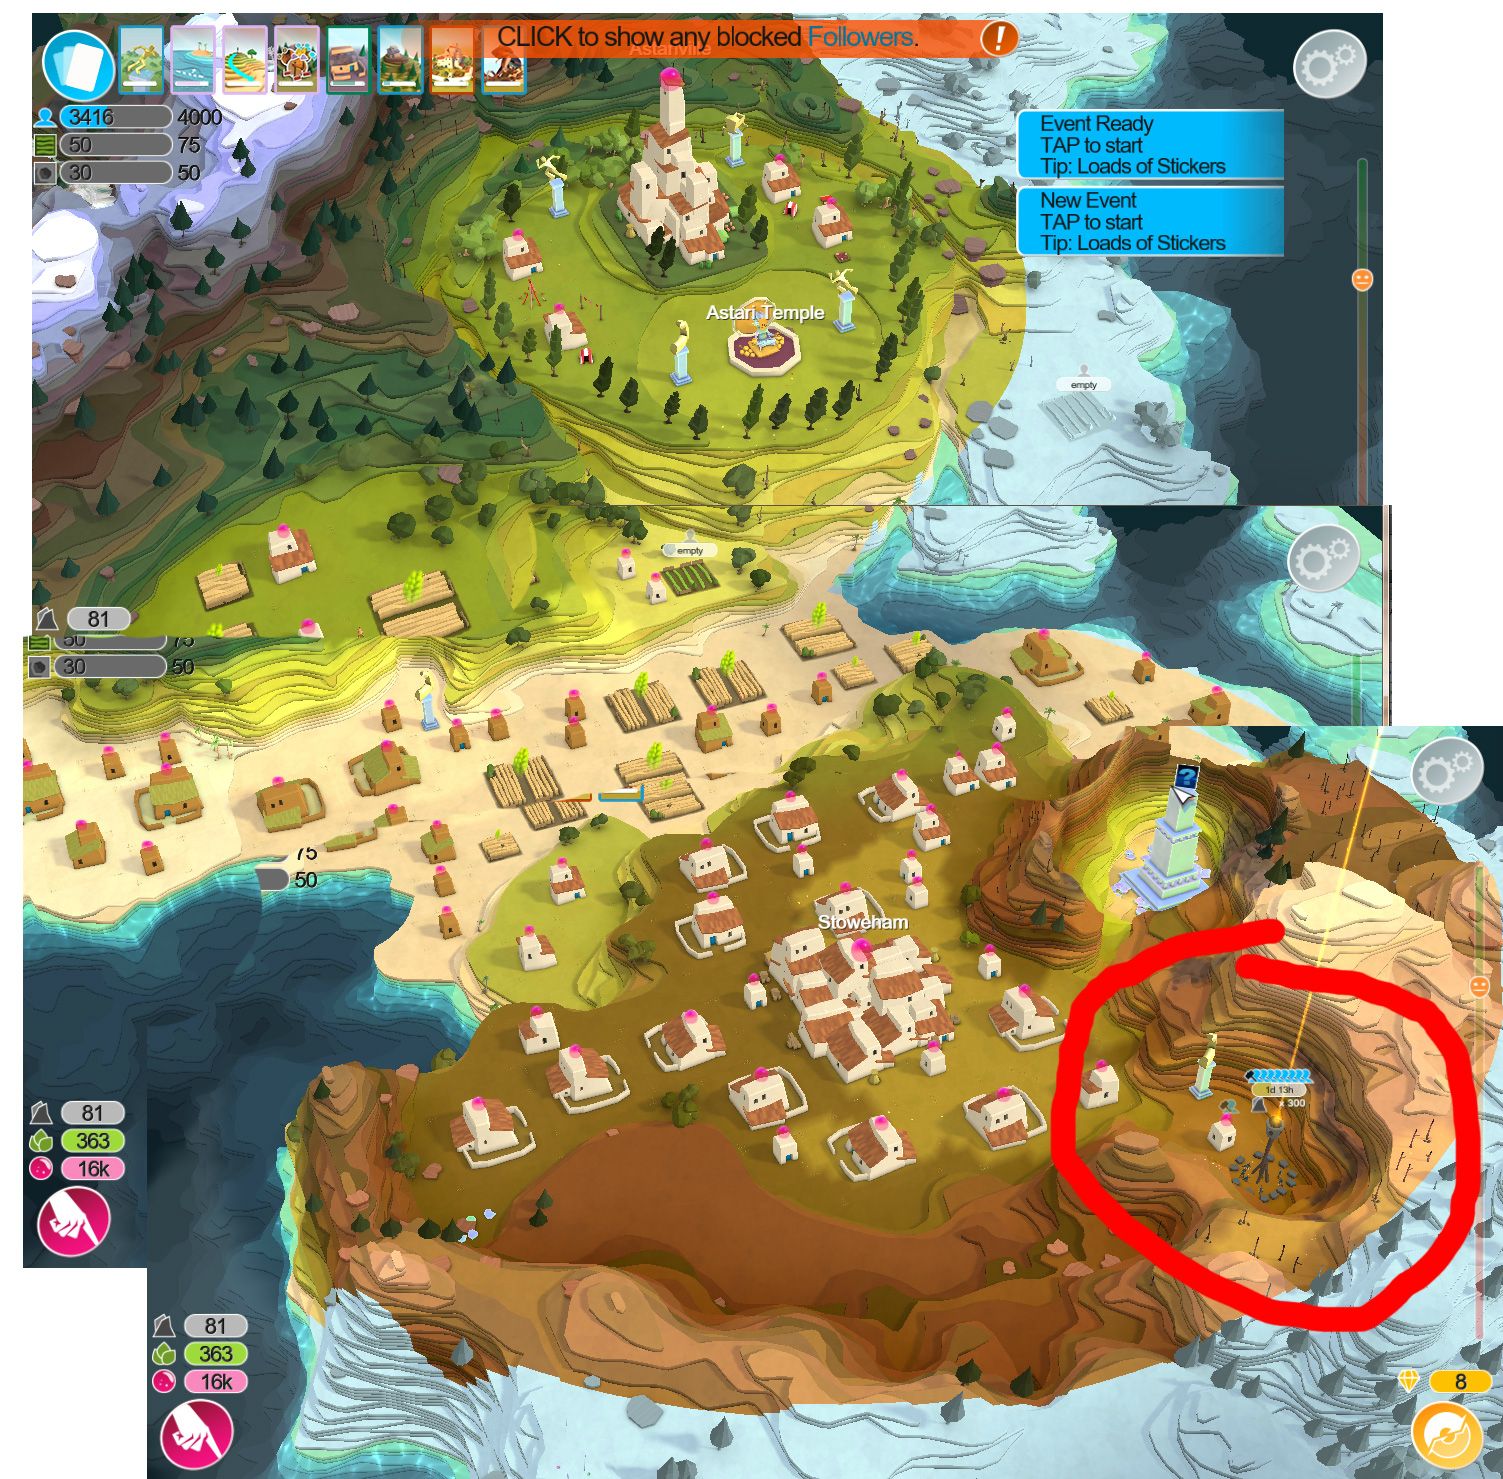 Astarville
CLICK to show any blocked Followers.
!
3416 4000
50 75
30 50
Event Ready
TAP to start
Tip: Loads of Stickers
New Event
TAP to start
Tip: Loads of Stickers
Astari Temple
empty
empty
81
50 75
30 50
75
50
?
Stoweham
1d 13h
x 300
81
363
16k
81
363
16k
8